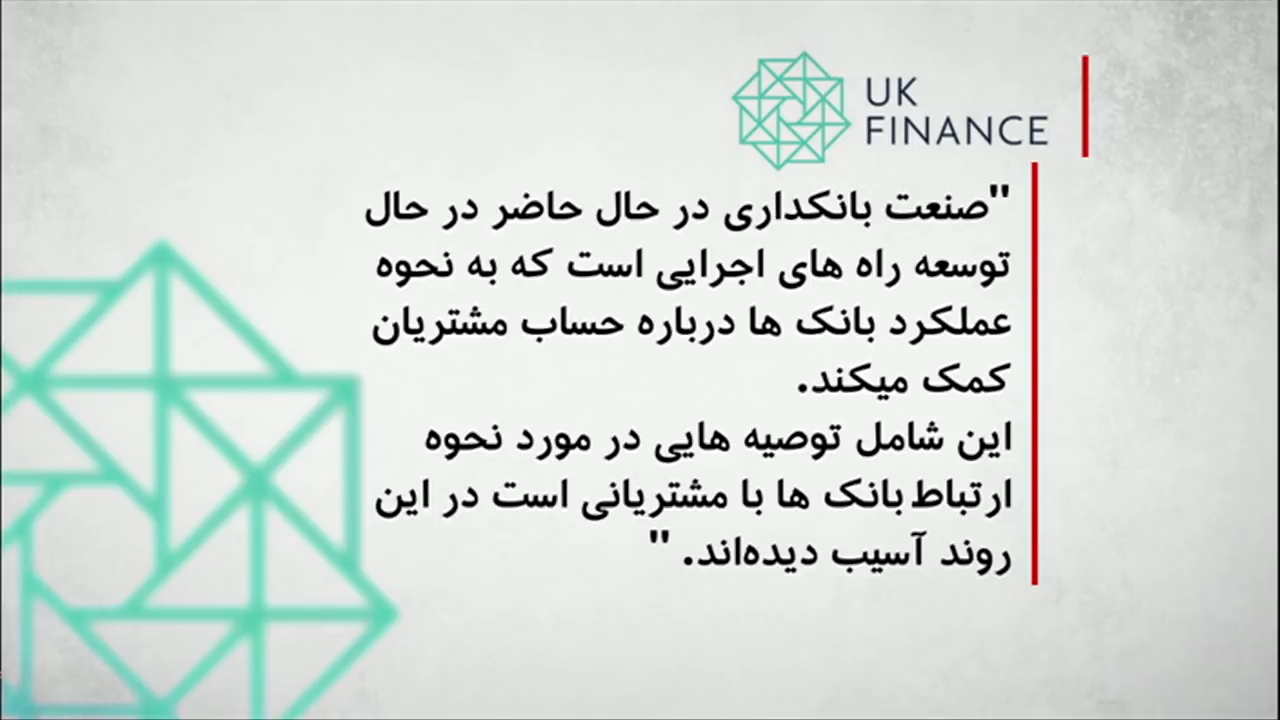 UK
FINANCE
"صنعت بانکداری در حال حاضر در حال
توسعه راه های اجرایی است که به نحوه
عملکرد بانک ها درباره حساب مشتریان
کمک میکند.
این شامل توصیه هایی در مورد نحوه
ارتباط بانک ها با مشتریانی است در این
روند آسیب دیده‌اند. "